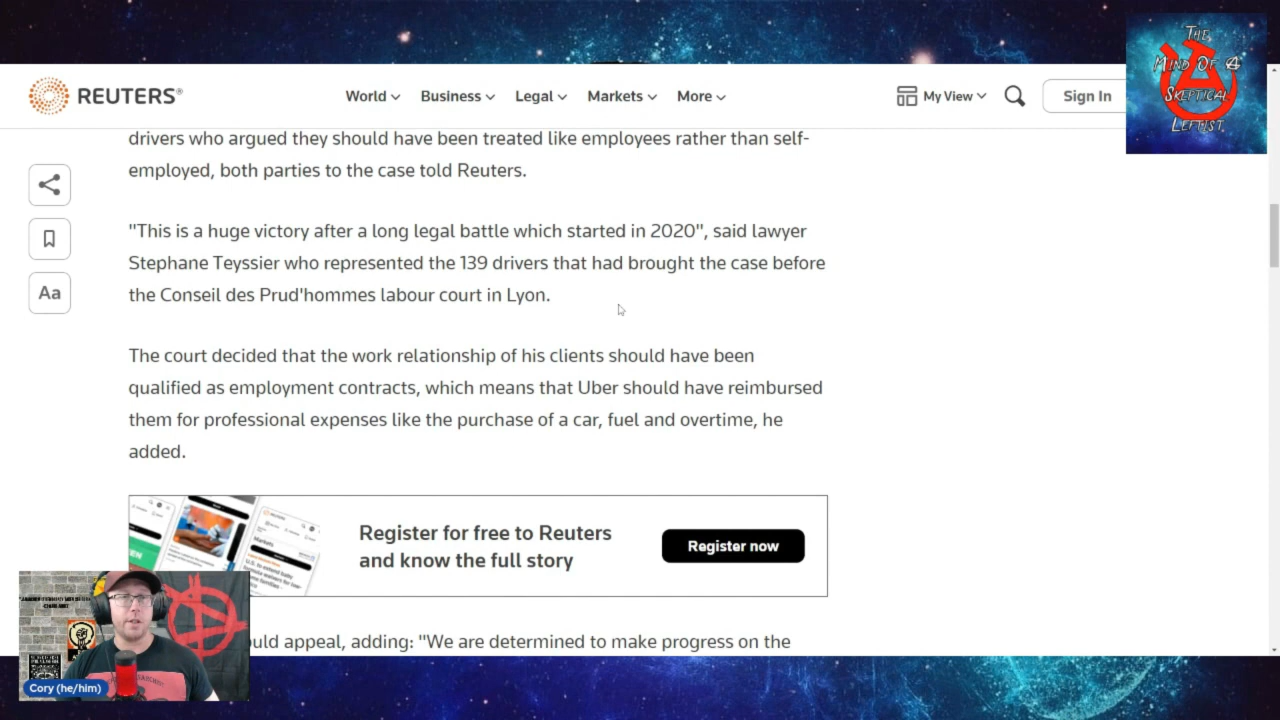 THE
MIND OF A
SKEPTICAL
LEFTIST
REUTERS®
World
Business
Legal
Markets
More
My View
Sign In
drivers who argued they should have been treated like employees rather than self-
employed, both parties to the case told Reuters.
Aa
"This is a huge victory after a long legal battle which started in 2020", said lawyer
Stephane Teyssier who represented the 139 drivers that had brought the case before
the Conseil des Prud'hommes labour court in Lyon.
The court decided that the work relationship of his clients should have been
qualified as employment contracts, which means that Uber should have reimbursed
them for professional expenses like the purchase of a car, fuel and overtime, he
added.
Register for free to Reuters
and know the full story
Register now
uld appeal, adding: "We are determined to make progress on the
Cory (he/him)